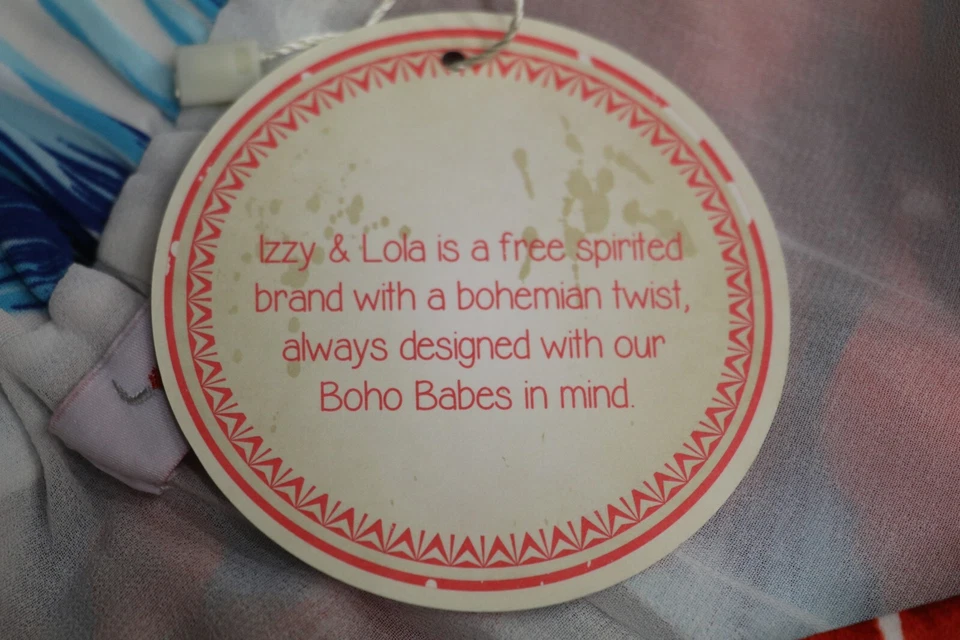 Izzy & Lola is a free spirited
brand with a bohemian twist,
always designed with our
Boho Babes in mind.